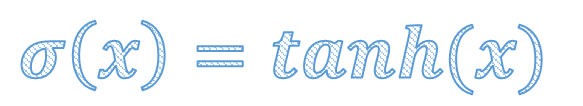 σ(x) = tanh(x)